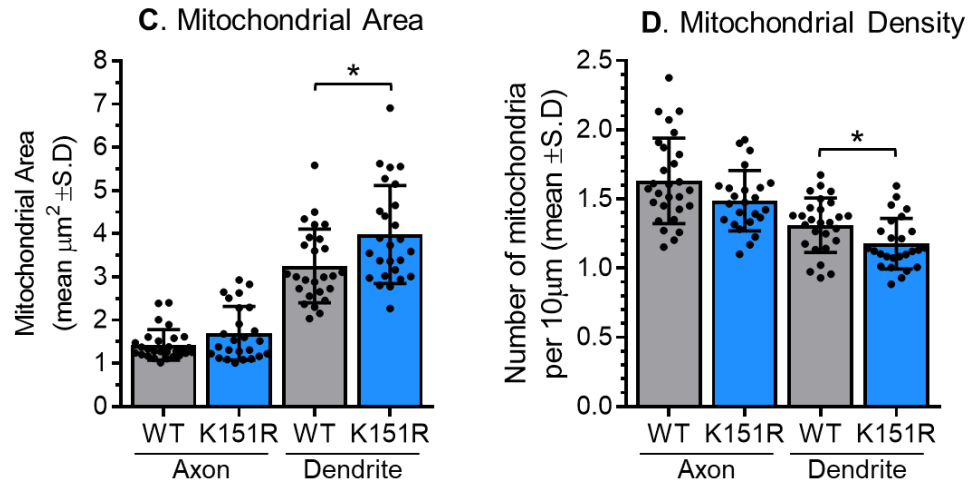 C. Mitochondrial Area
Mitochondrial Area
(mean μm² ±S.D)
8
7
6
5
4
3
2
1
0
*
WT K151R WT K151R
Axon Dendrite
D. Mitochondrial Density
Number of mitochondria
per 10μm (mean ±S.D)
2.5
2.0
1.5
1.0
0.5
0.0
*
WT K151R WT K151R
Axon Dendrite